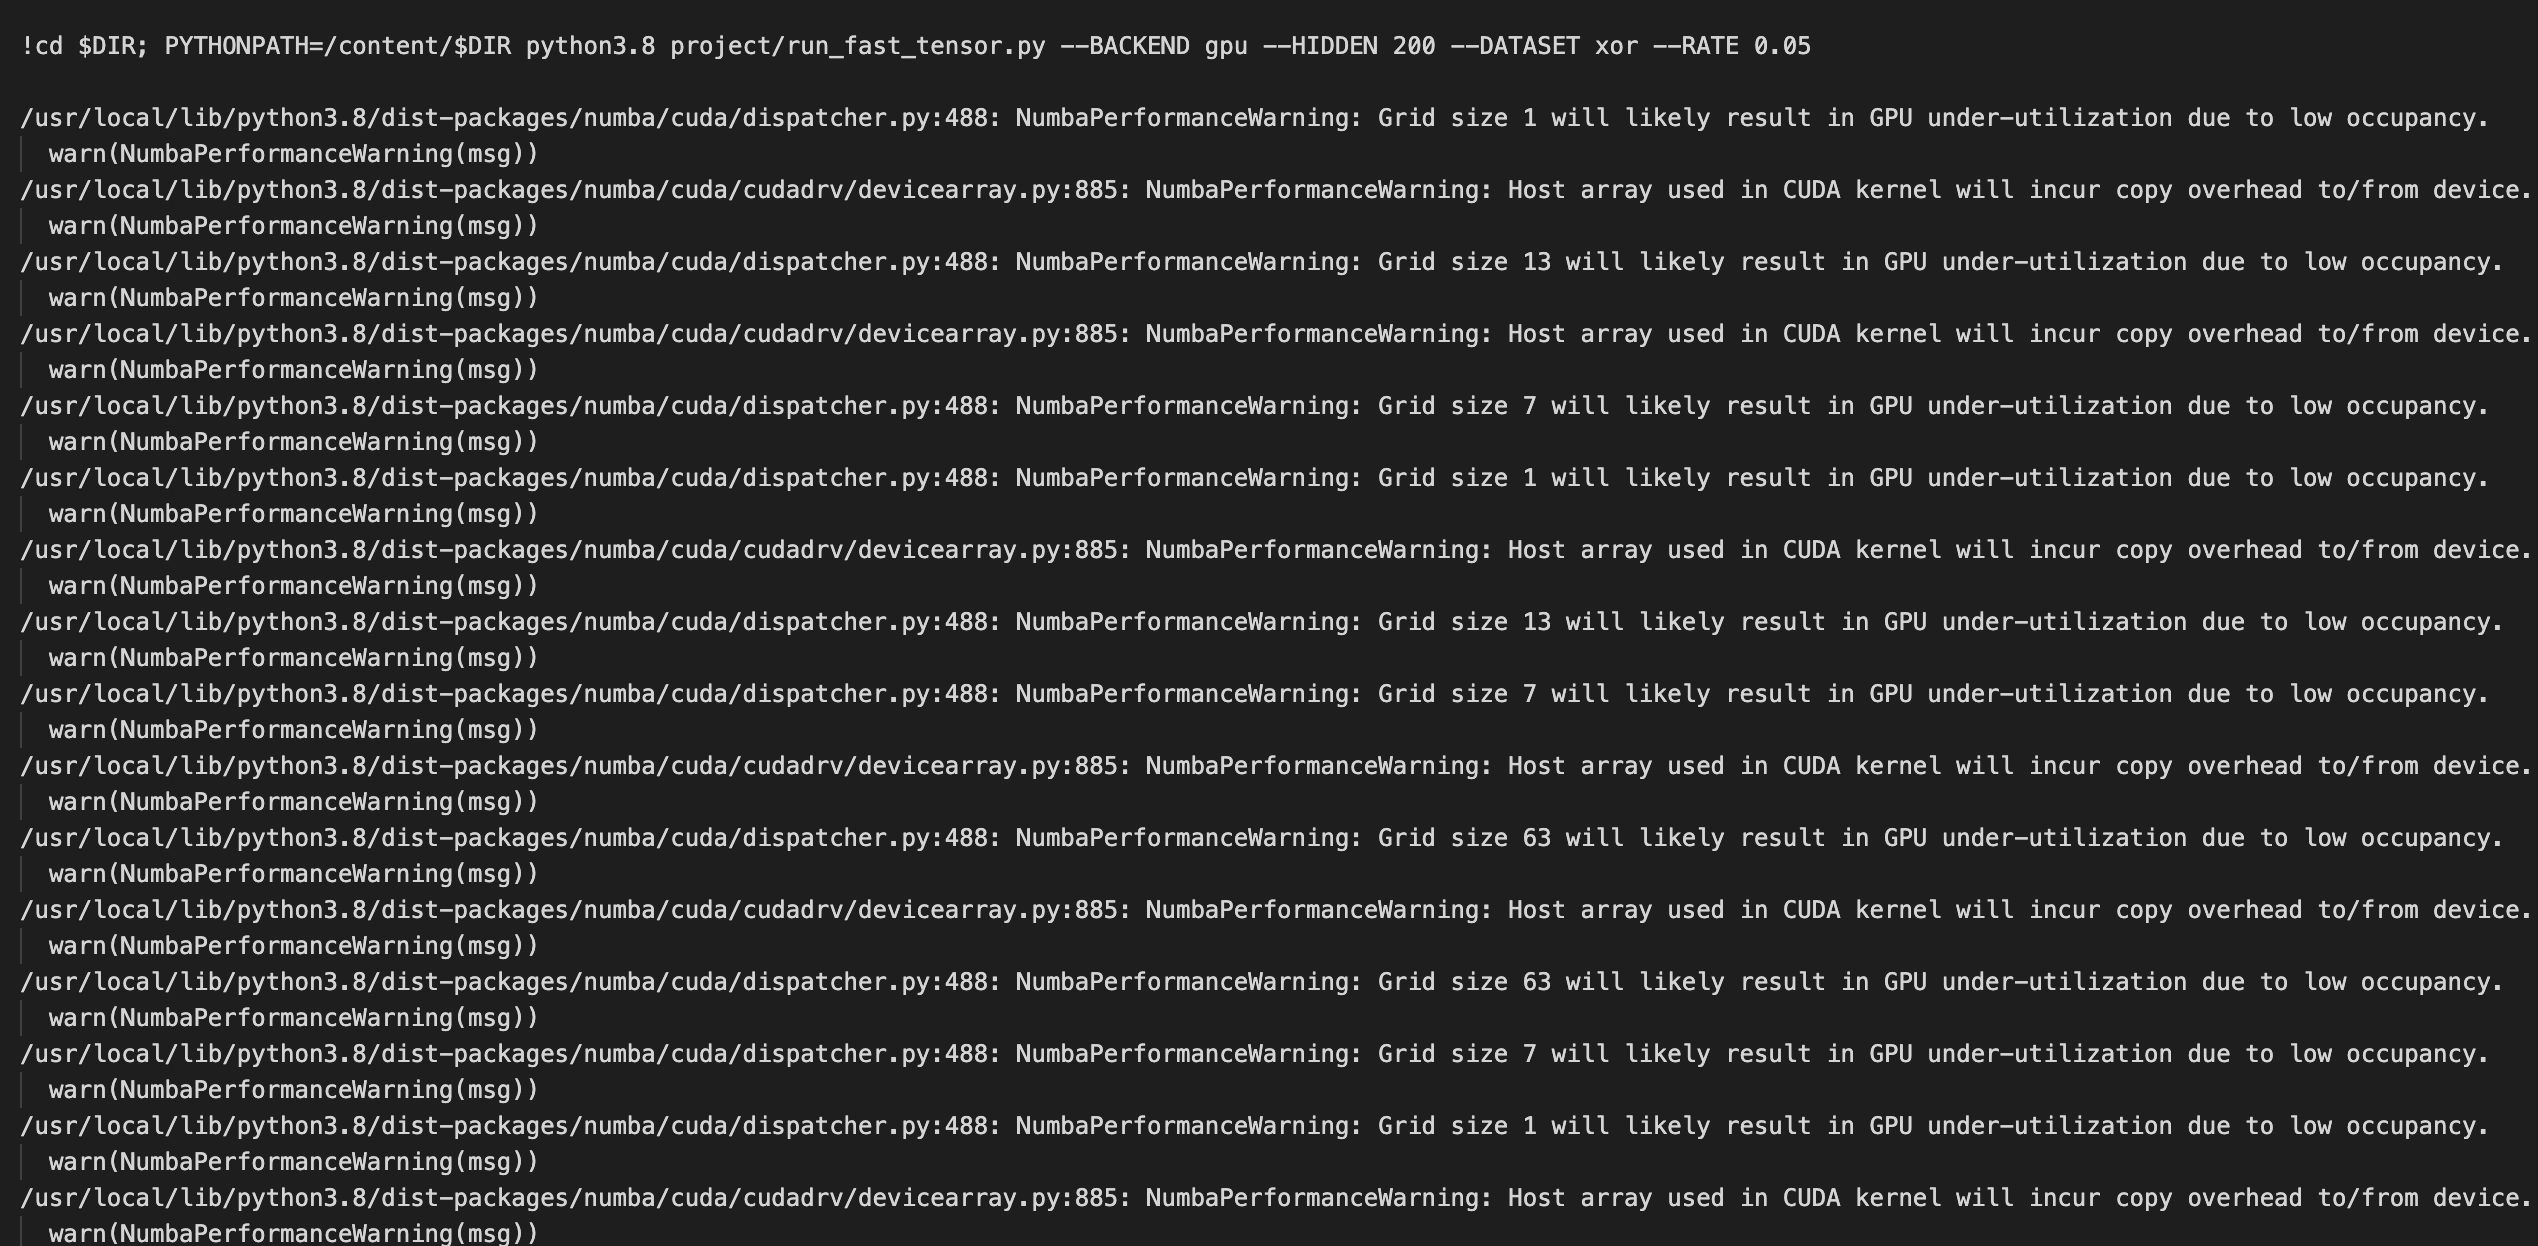 !cd $DIR; PYTHONPATH=/content/$DIR python3.8 project/run_fast_tensor.py --BACKEND gpu --HIDDEN 200 --DATASET xor --RATE 0.05
/usr/local/lib/python3.8/dist-packages/numba/cuda/dispatcher.py:488: NumbaPerformanceWarning: Grid size 1 will likely result in GPU under-utilization due to low occupancy.
warn(NumbaPerformanceWarning(msg))
/usr/local/lib/python3.8/dist-packages/numba/cuda/cudadrv/devicearray.py:885: NumbaPerformanceWarning: Host array used in CUDA kernel will incur copy overhead to/from device.
warn(NumbaPerformanceWarning(msg))
/usr/local/lib/python3.8/dist-packages/numba/cuda/dispatcher.py:488: NumbaPerformanceWarning: Grid size 13 will likely result in GPU under-utilization due to low occupancy.
warn(NumbaPerformanceWarning(msg))
/usr/local/lib/python3.8/dist-packages/numba/cuda/cudadrv/devicearray.py:885: NumbaPerformanceWarning: Host array used in CUDA kernel will incur copy overhead to/from device.
warn(NumbaPerformanceWarning(msg))
/usr/local/lib/python3.8/dist-packages/numba/cuda/dispatcher.py:488: NumbaPerformanceWarning: Grid size 7 will likely result in GPU under-utilization due to low occupancy.
warn(NumbaPerformanceWarning(msg))
/usr/local/lib/python3.8/dist-packages/numba/cuda/dispatcher.py:488: NumbaPerformanceWarning: Grid size 1 will likely result in GPU under-utilization due to low occupancy.
warn(NumbaPerformanceWarning(msg))
/usr/local/lib/python3.8/dist-packages/numba/cuda/cudadrv/devicearray.py:885: NumbaPerformanceWarning: Host array used in CUDA kernel will incur copy overhead to/from device.
warn(NumbaPerformanceWarning(msg))
/usr/local/lib/python3.8/dist-packages/numba/cuda/dispatcher.py:488: NumbaPerformanceWarning: Grid size 13 will likely result in GPU under-utilization due to low occupancy.
warn(NumbaPerformanceWarning(msg))
/usr/local/lib/python3.8/dist-packages/numba/cuda/dispatcher.py:488: NumbaPerformanceWarning: Grid size 7 will likely result in GPU under-utilization due to low occupancy.
warn(NumbaPerformanceWarning(msg))
/usr/local/lib/python3.8/dist-packages/numba/cuda/cudadrv/devicearray.py:885: NumbaPerformanceWarning: Host array used in CUDA kernel will incur copy overhead to/from device.
warn(NumbaPerformanceWarning(msg))
/usr/local/lib/python3.8/dist-packages/numba/cuda/dispatcher.py:488: NumbaPerformanceWarning: Grid size 63 will likely result in GPU under-utilization due to low occupancy.
warn(NumbaPerformanceWarning(msg))
/usr/local/lib/python3.8/dist-packages/numba/cuda/cudadrv/devicearray.py:885: NumbaPerformanceWarning: Host array used in CUDA kernel will incur copy overhead to/from device.
warn(NumbaPerformanceWarning(msg))
/usr/local/lib/python3.8/dist-packages/numba/cuda/dispatcher.py:488: NumbaPerformanceWarning: Grid size 63 will likely result in GPU under-utilization due to low occupancy.
warn(NumbaPerformanceWarning(msg))
/usr/local/lib/python3.8/dist-packages/numba/cuda/dispatcher.py:488: NumbaPerformanceWarning: Grid size 7 will likely result in GPU under-utilization due to low occupancy.
warn(NumbaPerformanceWarning(msg))
/usr/local/lib/python3.8/dist-packages/numba/cuda/dispatcher.py:488: NumbaPerformanceWarning: Grid size 1 will likely result in GPU under-utilization due to low occupancy.
warn(NumbaPerformanceWarning(msg))
/usr/local/lib/python3.8/dist-packages/numba/cuda/cudadrv/devicearray.py:885: NumbaPerformanceWarning: Host array used in CUDA kernel will incur copy overhead to/from device.
warn(NumbaPerformanceWarning(msg))